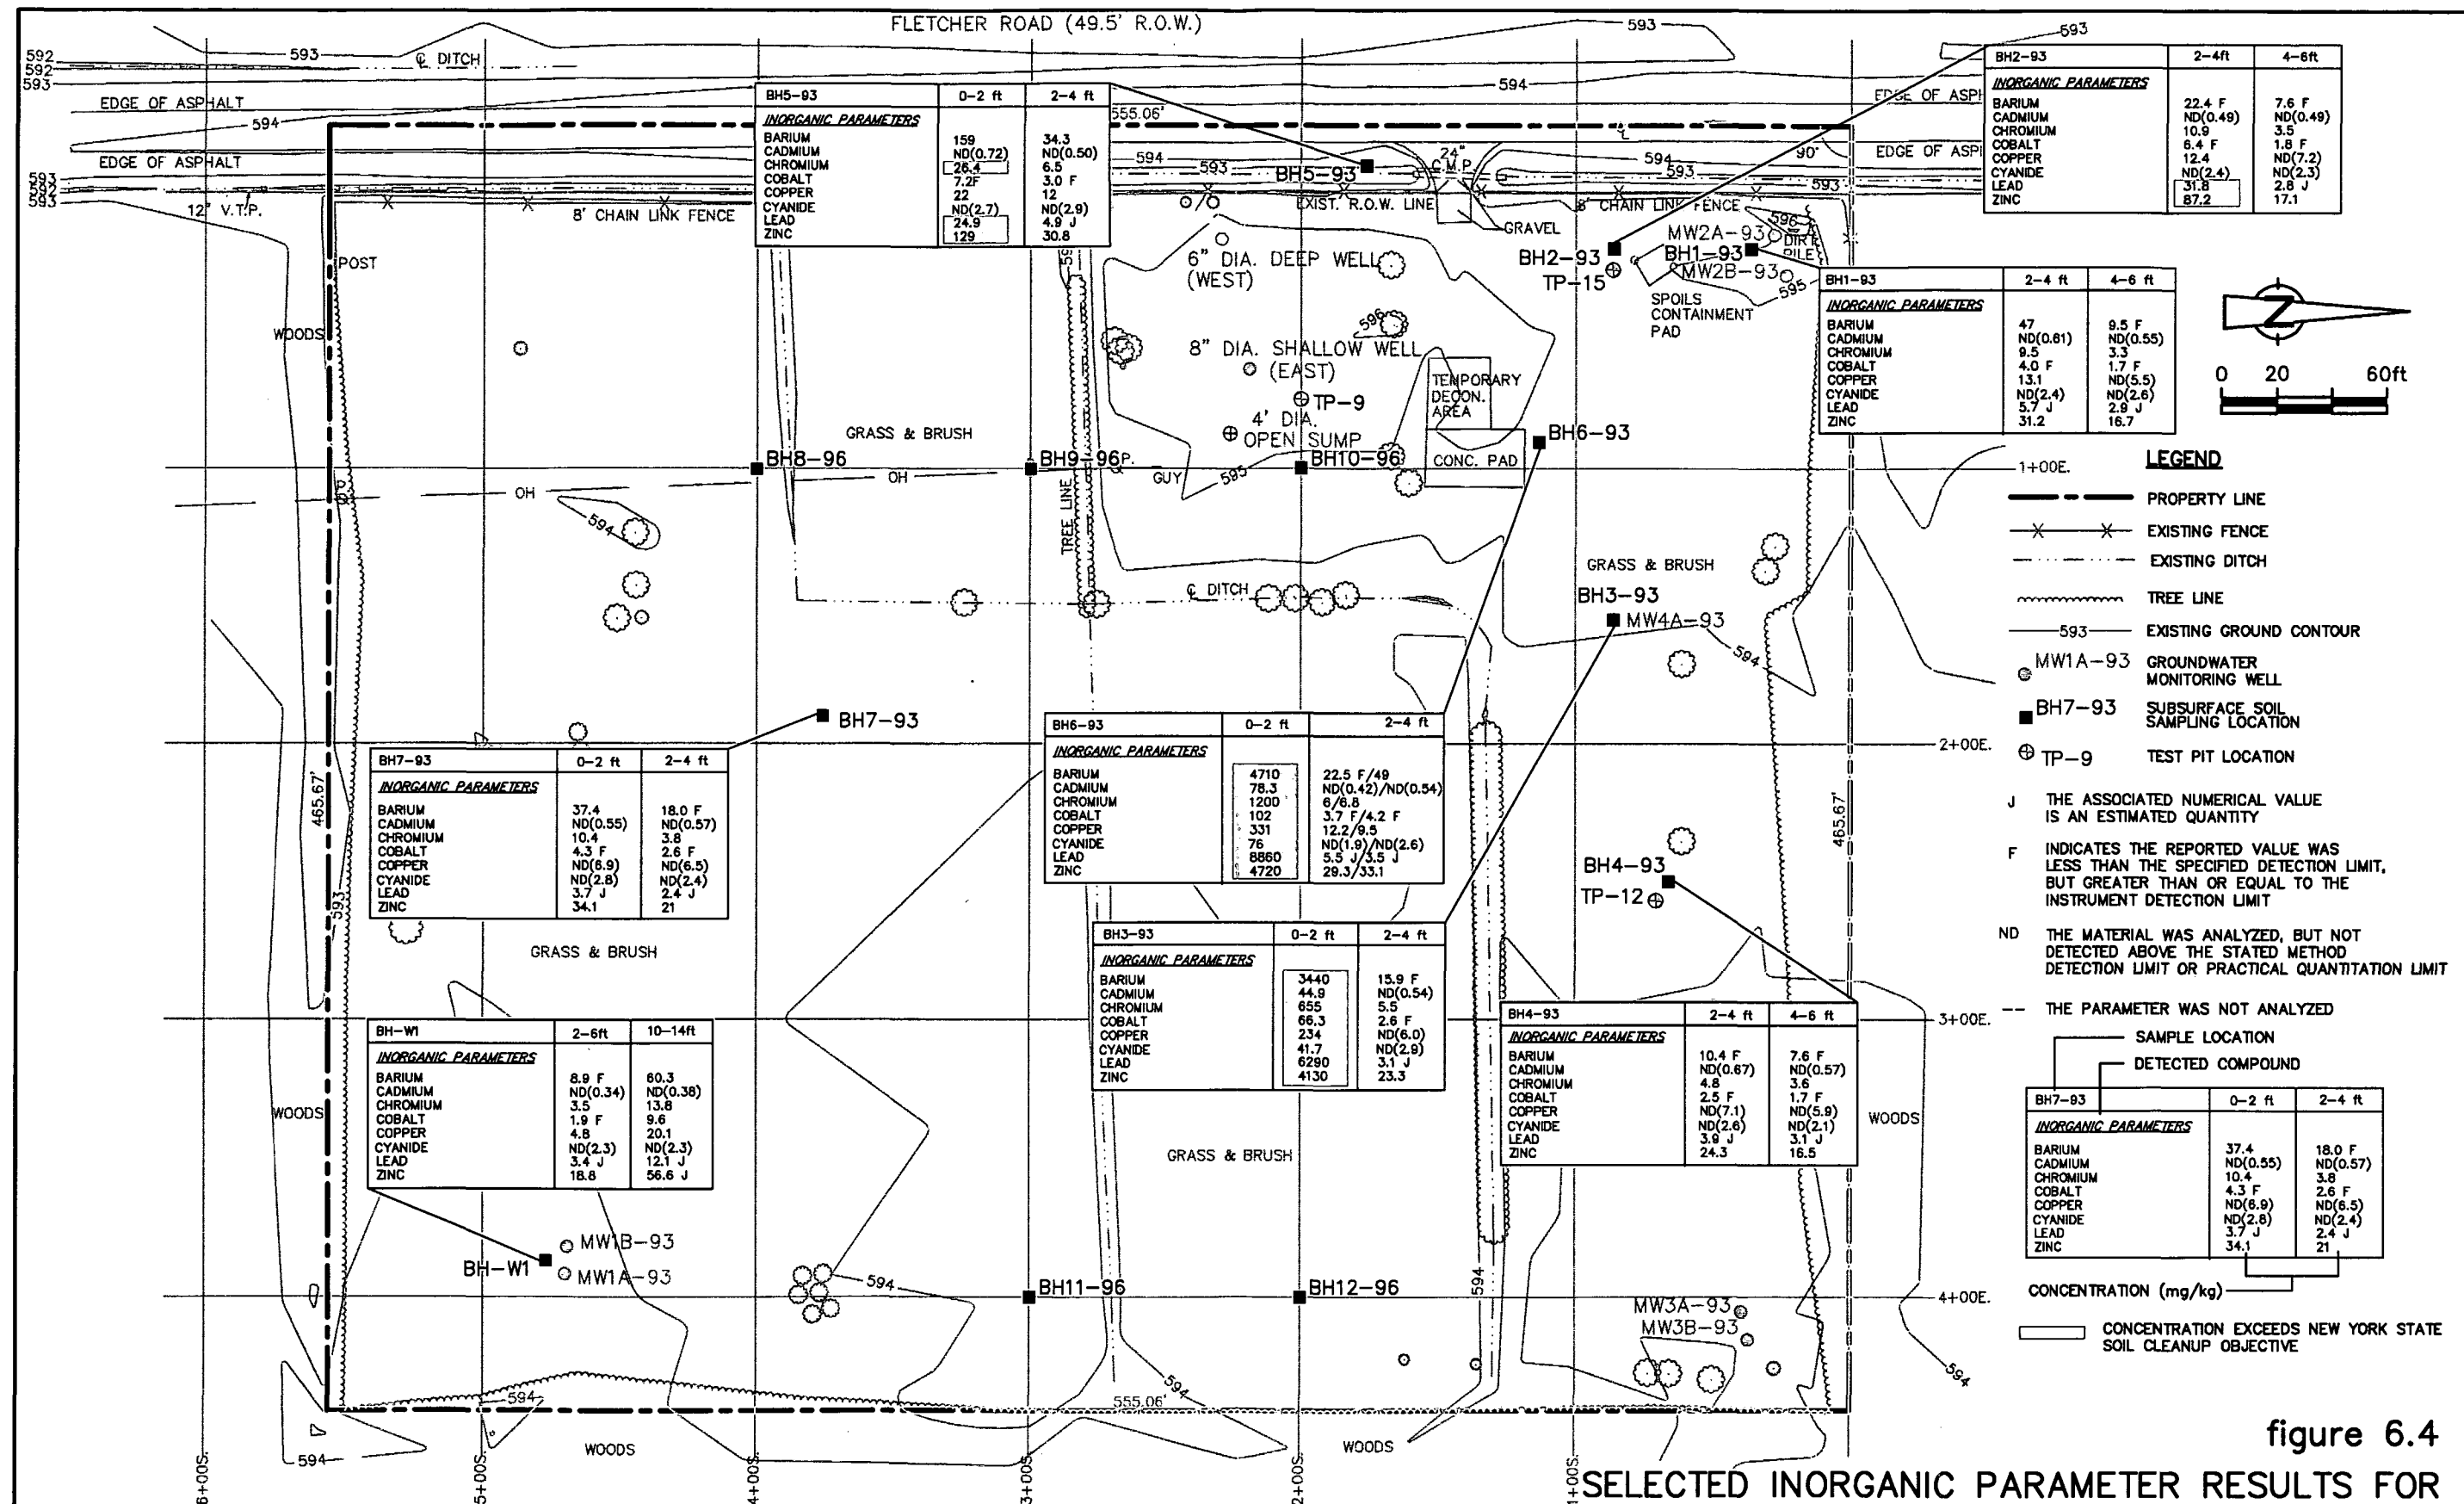 FLETCHER ROAD (49.5' R.O.W.)
593
593
593
592
592
593
℄ DITCH
EDGE OF ASPHALT
594
594
EDGE OF ASPH
555.06'
EDGE OF ASPHALT
594
593
24"
C.M.P.
594
593
90'
EDGE OF ASPH
593
592
593
593
12" V.T.P.
8' CHAIN LINK FENCE
EXIST. R.O.W. LINE
8' CHAIN LINK FENCE
GRAVEL
BH5-93 0-2 ft 2-4 ft
INORGANIC PARAMETERS
BARIUM 159 34.3
CADMIUM ND(0.72) ND(0.50)
CHROMIUM 26.4 6.5
COBALT 7.2F 3.0 F
COPPER 22 12
CYANIDE ND(2.7) ND(2.9)
LEAD 24.9 4.9 J
ZINC 129 30.8
BH5-93
BH2-93 2-4ft 4-6ft
INORGANIC PARAMETERS
BARIUM 22.4 F 7.6 F
CADMIUM ND(0.49) ND(0.49)
CHROMIUM 10.9 3.5
COBALT 6.4 F 1.8 F
COPPER 12.4 ND(7.2)
CYANIDE ND(2.4) ND(2.3)
LEAD 31.8 2.8 J
ZINC 87.2 17.1
596
MW2A-93
DIRT
PILE
BH2-93
BH1-93
MW2B-93
TP-15
595
SPOILS
CONTAINMENT
PAD
6" DIA. DEEP WELL
(WEST)
POST
WOODS
BH1-93 2-4 ft 4-6 ft
INORGANIC PARAMETERS
BARIUM 47 9.5 F
CADMIUM ND(0.61) ND(0.55)
CHROMIUM 9.5 3.3
COBALT 4.0 F 1.7 F
COPPER 13.1 ND(5.5)
CYANIDE ND(2.4) ND(2.6)
LEAD 5.7 J 2.9 J
ZINC 31.2 16.7
Z
0 20 60ft
596
8" DIA. SHALLOW WELL
(EAST)
TP-9
4' DIA.
OPEN SUMP
TEMPORARY
DECON.
AREA
CONC. PAD
BH6-93
GRASS & BRUSH
BH8-96
BH9-96
P.
GUY
595
BH10-96
1+00E.
OH
OH
594
TREE LINE
℄ DITCH
GRASS & BRUSH
BH3-93
MW4A-93
594
LEGEND
PROPERTY LINE
EXISTING FENCE
EXISTING DITCH
TREE LINE
593 EXISTING GROUND CONTOUR
MW1A-93 GROUNDWATER
MONITORING WELL
BH7-93 SUBSURFACE SOIL
SAMPLING LOCATION
TP-9 TEST PIT LOCATION
J THE ASSOCIATED NUMERICAL VALUE
IS AN ESTIMATED QUANTITY
F INDICATES THE REPORTED VALUE WAS
LESS THAN THE SPECIFIED DETECTION LIMIT,
BUT GREATER THAN OR EQUAL TO THE
INSTRUMENT DETECTION LIMIT
ND THE MATERIAL WAS ANALYZED, BUT NOT
DETECTED ABOVE THE STATED METHOD
DETECTION LIMIT OR PRACTICAL QUANTITATION LIMIT
-- THE PARAMETER WAS NOT ANALYZED
SAMPLE LOCATION
DETECTED COMPOUND
BH7-93 0-2 ft 2-4 ft
INORGANIC PARAMETERS
BARIUM 37.4 18.0 F
CADMIUM ND(0.55) ND(0.57)
CHROMIUM 10.4 3.8
COBALT 4.3 F 2.6 F
COPPER ND(6.9) ND(6.5)
CYANIDE ND(2.8) ND(2.4)
LEAD 3.7 J 2.4 J
ZINC 34.1 21
CONCENTRATION (mg/kg)
CONCENTRATION EXCEEDS NEW YORK STATE
SOIL CLEANUP OBJECTIVE
BH7-93
2+00E.
465.67'
465.67'
593
BH7-93 0-2 ft 2-4 ft
INORGANIC PARAMETERS
BARIUM 37.4 18.0 F
CADMIUM ND(0.55) ND(0.57)
CHROMIUM 10.4 3.8
COBALT 4.3 F 2.6 F
COPPER ND(6.9) ND(6.5)
CYANIDE ND(2.8) ND(2.4)
LEAD 3.7 J 2.4 J
ZINC 34.1 21
BH6-93 0-2 ft 2-4 ft
INORGANIC PARAMETERS
BARIUM 4710 22.5 F/49
CADMIUM 78.3 ND(0.42)/ND(0.54)
CHROMIUM 1200 6/6.8
COBALT 102 3.7 F/4.2 F
COPPER 331 12.2/9.5
CYANIDE 76 ND(1.9)/ND(2.6)
LEAD 8860 5.5 J/3.5 J
ZINC 4720 29.3/33.1
BH4-93
TP-12
GRASS & BRUSH
BH3-93 0-2 ft 2-4 ft
INORGANIC PARAMETERS
BARIUM 3440 15.9 F
CADMIUM 44.9 ND(0.54)
CHROMIUM 655 5.5
COBALT 66.3 2.6 F
COPPER 234 ND(6.0)
CYANIDE 41.7 ND(2.9)
LEAD 6290 3.1 J
ZINC 4130 23.3
BH4-93 2-4 ft 4-6 ft
INORGANIC PARAMETERS
BARIUM 10.4 F 7.6 F
CADMIUM ND(0.67) ND(0.57)
CHROMIUM 4.8 3.6
COBALT 2.5 F 1.7 F
COPPER ND(7.1) ND(5.9)
CYANIDE ND(2.6) ND(2.1)
LEAD 3.9 J 3.1 J
ZINC 24.3 16.5
3+00E.
BH-W1 2-6ft 10-14ft
INORGANIC PARAMETERS
BARIUM 8.9 F 60.3
CADMIUM ND(0.34) ND(0.38)
CHROMIUM 3.5 13.8
COBALT 1.9 F 9.6
COPPER 4.8 20.1
CYANIDE ND(2.3) ND(2.3)
LEAD 3.4 J 12.1 J
ZINC 18.8 56.6 J
WOODS
WOODS
GRASS & BRUSH
MW1B-93
BH-W1
MW1A-93
594
BH11-96
BH12-96
594
MW3A-93
MW3B-93
4+00E.
594
594
594
555.06'
594
WOODS
WOODS
6+00S.
5+00S.
4+00S.
3+00S.
2+00S.
1+00S.
figure 6.4
SELECTED INORGANIC PARAMETER RESULTS FOR